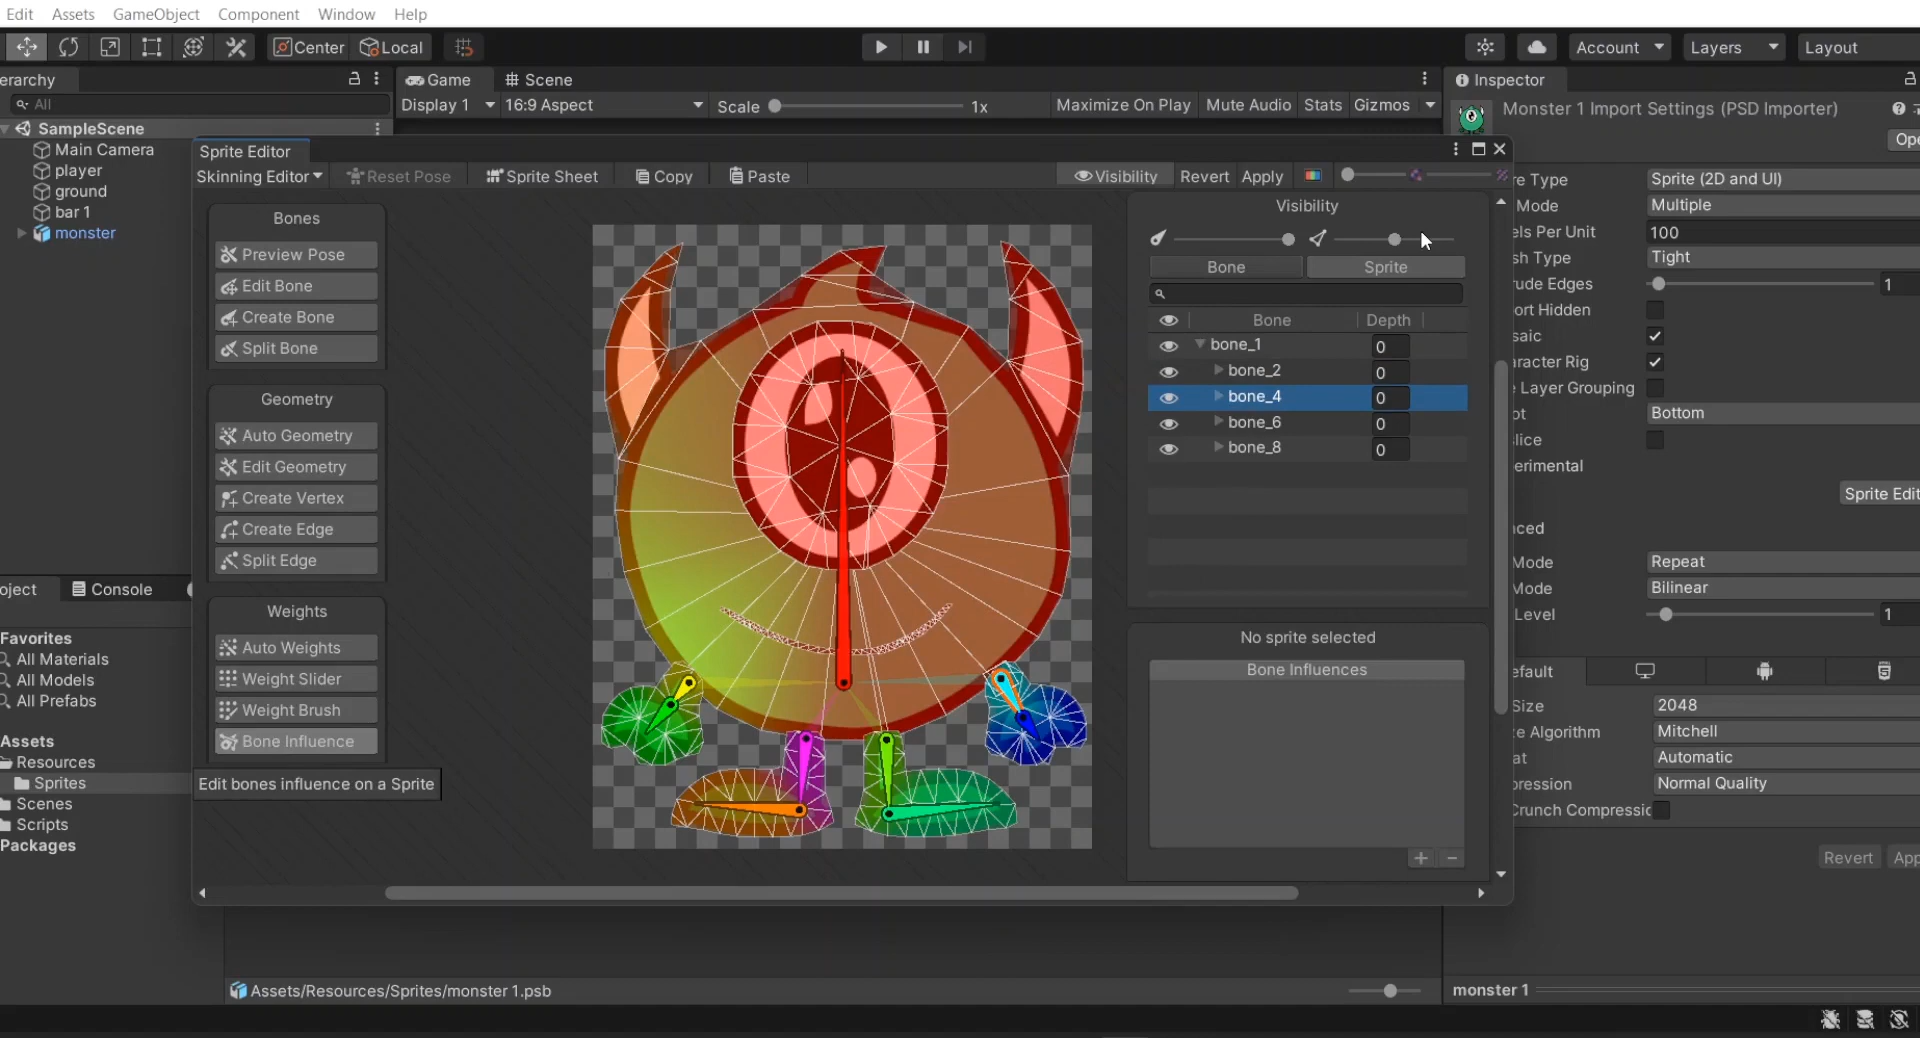 Edit Assets GameObject Component Window Help
Center Local Account Layers Layout
erarchy Game Scene Inspector
All Display 1 16:9 Aspect Scale 1x Maximize On Play Mute Audio Stats Gizmos Monster 1 Import Settings (PSD Importer)
SampleScene
Main Camera
player
ground
bar 1
monster
Sprite Editor
Skinning Editor Reset Pose Sprite Sheet Copy Paste Visibility Revert Apply
Bones
Preview Pose
Edit Bone
Create Bone
Split Bone
Geometry
Auto Geometry
Edit Geometry
Create Vertex
Create Edge
Split Edge
Weights
Auto Weights
Weight Slider
Weight Brush
Bone Influence
Edit bones influence on a Sprite
Visibility
Bone Sprite
Bone Depth
bone_1 0
bone_2 0
bone_4 0
bone_6 0
bone_8 0
No sprite selected
Bone Influences
+ −
Ope
re Type Sprite (2D and UI)
Mode Multiple
els Per Unit 100
sh Type Tight
rude Edges 1
ort Hidden
saic
aracter Rig
e Layer Grouping
ot Bottom
lice
erimental
Sprite Edit
ced
Mode Repeat
Mode Bilinear
Level 1
efault
Size 2048
e Algorithm Mitchell
at Automatic
pression Normal Quality
Crunch Compressic
Revert App
oject Console
Favorites
All Materials
All Models
All Prefabs
Assets
Resources
Sprites
Scenes
Scripts
Packages
Assets/Resources/Sprites/monster 1.psb
monster 1